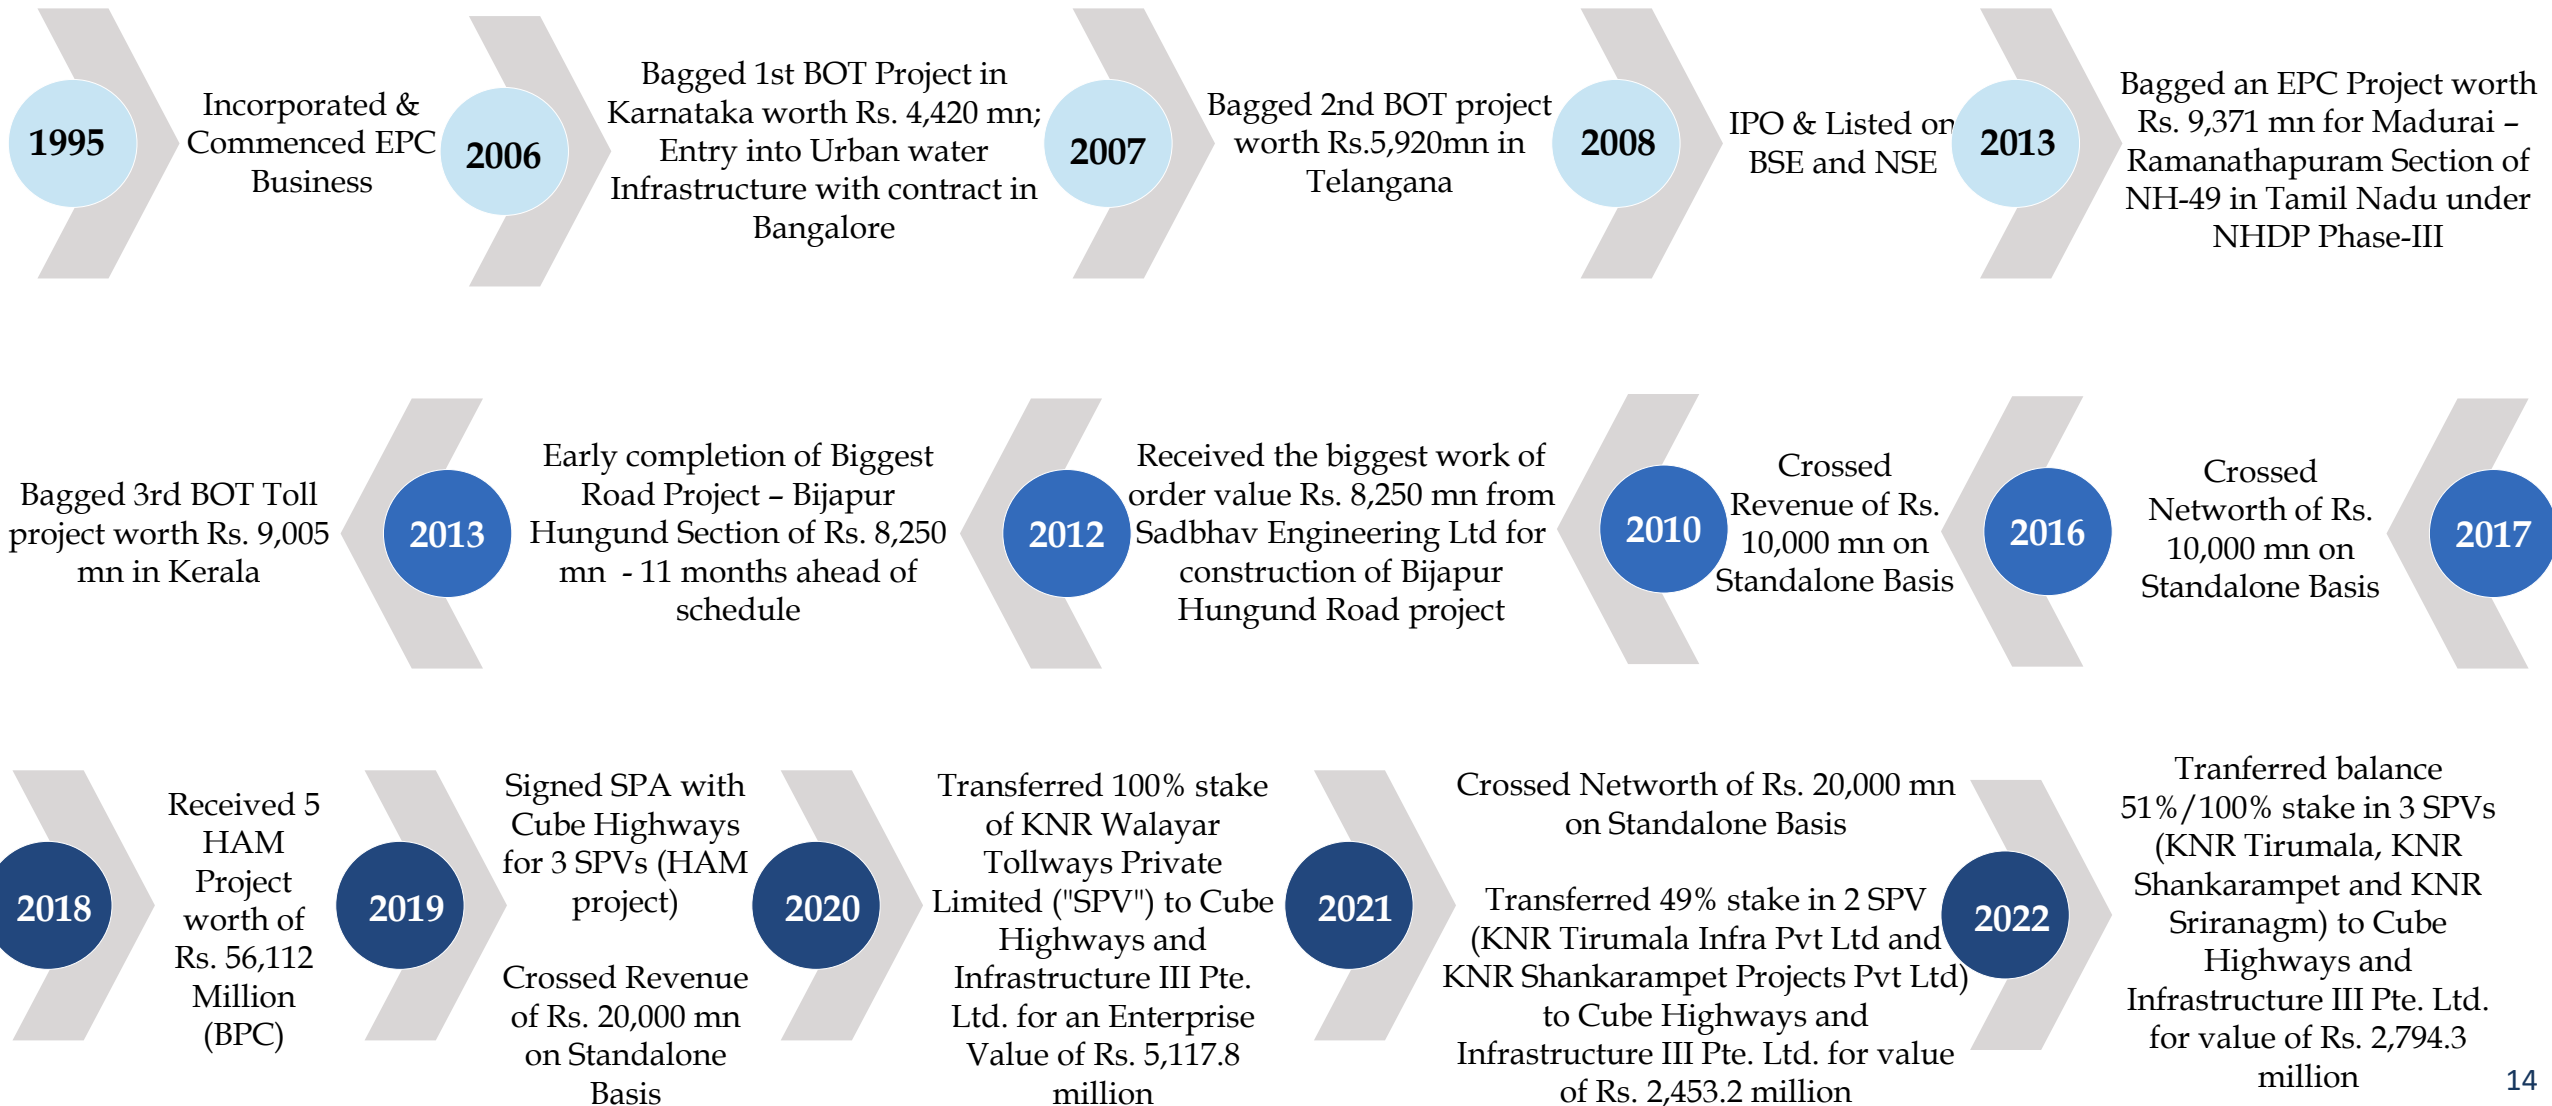 1995
Incorporated &
Commenced EPC
Business
2006
Bagged 1st BOT Project in
Karnataka worth Rs. 4,420 mn;
Entry into Urban water
Infrastructure with contract in
Bangalore
2007
Bagged 2nd BOT project
worth Rs.5,920mn in
Telangana
2008
IPO & Listed on
BSE and NSE
2013
Bagged an EPC Project worth
Rs. 9,371 mn for Madurai –
Ramanathapuram Section of
NH-49 in Tamil Nadu under
NHDP Phase-III
Bagged 3rd BOT Toll
project worth Rs. 9,005
mn in Kerala
2013
Early completion of Biggest
Road Project – Bijapur
Hungund Section of Rs. 8,250
mn - 11 months ahead of
schedule
2012
Received the biggest work of
order value Rs. 8,250 mn from
Sadbhav Engineering Ltd for
construction of Bijapur
Hungund Road project
2010
Crossed
Revenue of Rs.
10,000 mn on
Standalone Basis
2016
Crossed
Networth of Rs.
10,000 mn on
Standalone Basis
2017
2018
Received 5
HAM
Project
worth of
Rs. 56,112
Million
(BPC)
2019
Signed SPA with
Cube Highways
for 3 SPVs (HAM
project)
Crossed Revenue
of Rs. 20,000 mn
on Standalone
Basis
2020
Transferred 100% stake
of KNR Walayar
Tollways Private
Limited ("SPV") to Cube
Highways and
Infrastructure III Pte.
Ltd. for an Enterprise
Value of Rs. 5,117.8
million
2021
Crossed Networth of Rs. 20,000 mn
on Standalone Basis
Transferred 49% stake in 2 SPV
(KNR Tirumala Infra Pvt Ltd and
KNR Shankarampet Projects Pvt Ltd)
to Cube Highways and
Infrastructure III Pte. Ltd. for value
of Rs. 2,453.2 million
2022
Tranferred balance
51%/100% stake in 3 SPVs
(KNR Tirumala, KNR
Shankarampet and KNR
Sriranagm) to Cube
Highways and
Infrastructure III Pte. Ltd.
for value of Rs. 2,794.3
million
14